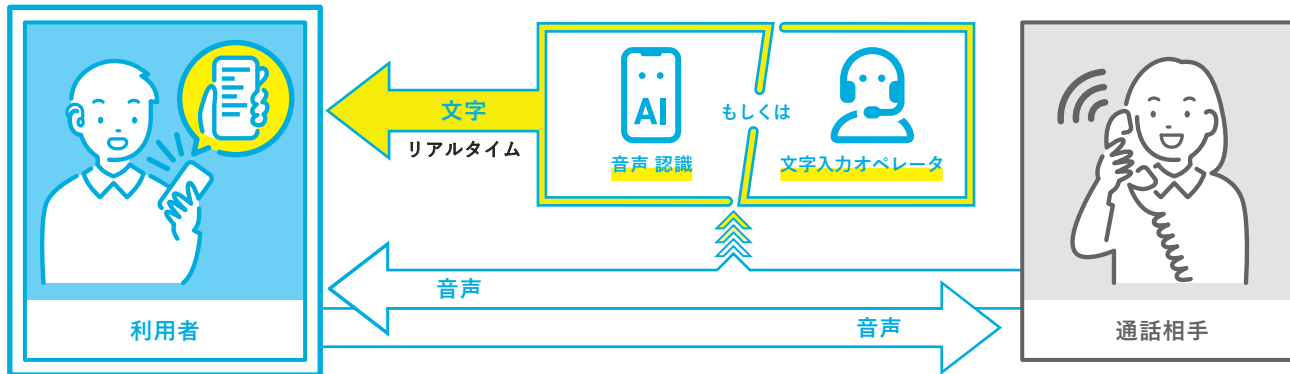 文字
リアルタイム
AI
音声 認識
もしくは
文字入力オペレータ
音声
音声
利用者
通話相手